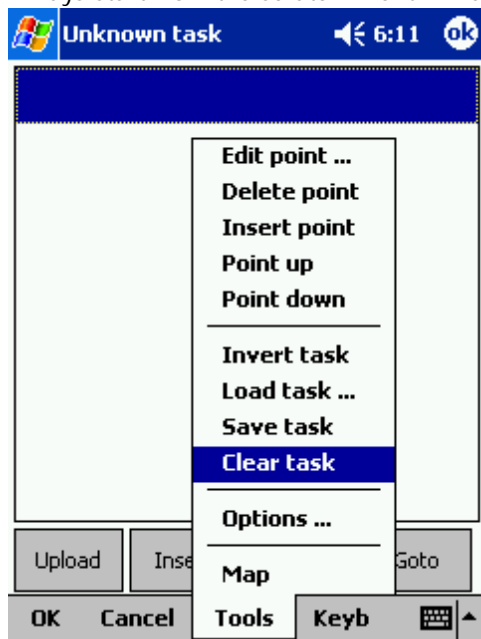 Unknown task 6:11 ok
Edit point ...
Delete point
Insert point
Point up
Point down
Invert task
Load task ...
Save task
Clear task
Options ...
Map
Upload Inse Goto
OK Cancel Tools Keyb